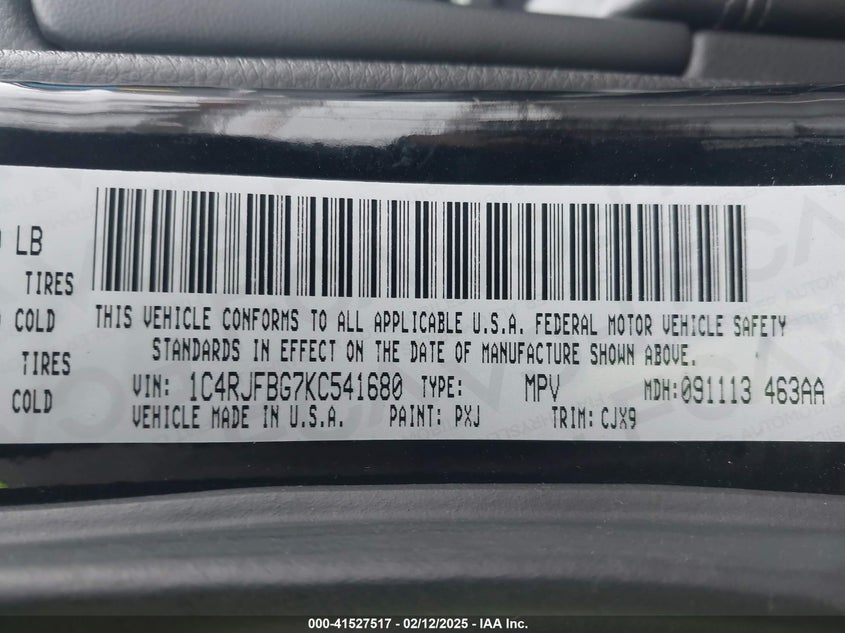 LB
TIRES
COLD
THIS VEHICLE CONFORMS TO ALL APPLICABLE U.S.A. FEDERAL MOTOR VEHICLE SAFETY
STANDARDS IN EFFECT ON THE DATE OF MANUFACTURE SHOWN ABOVE.
TIRES
VIN: 1C4RJFBG7KC541680 TYPE: MPV MDH:091113 463AA
COLD
VEHICLE MADE IN U.S.A. PAINT: PXJ TRIM:CJX9
000-41527517 - 02/12/2025 - IAA Inc.